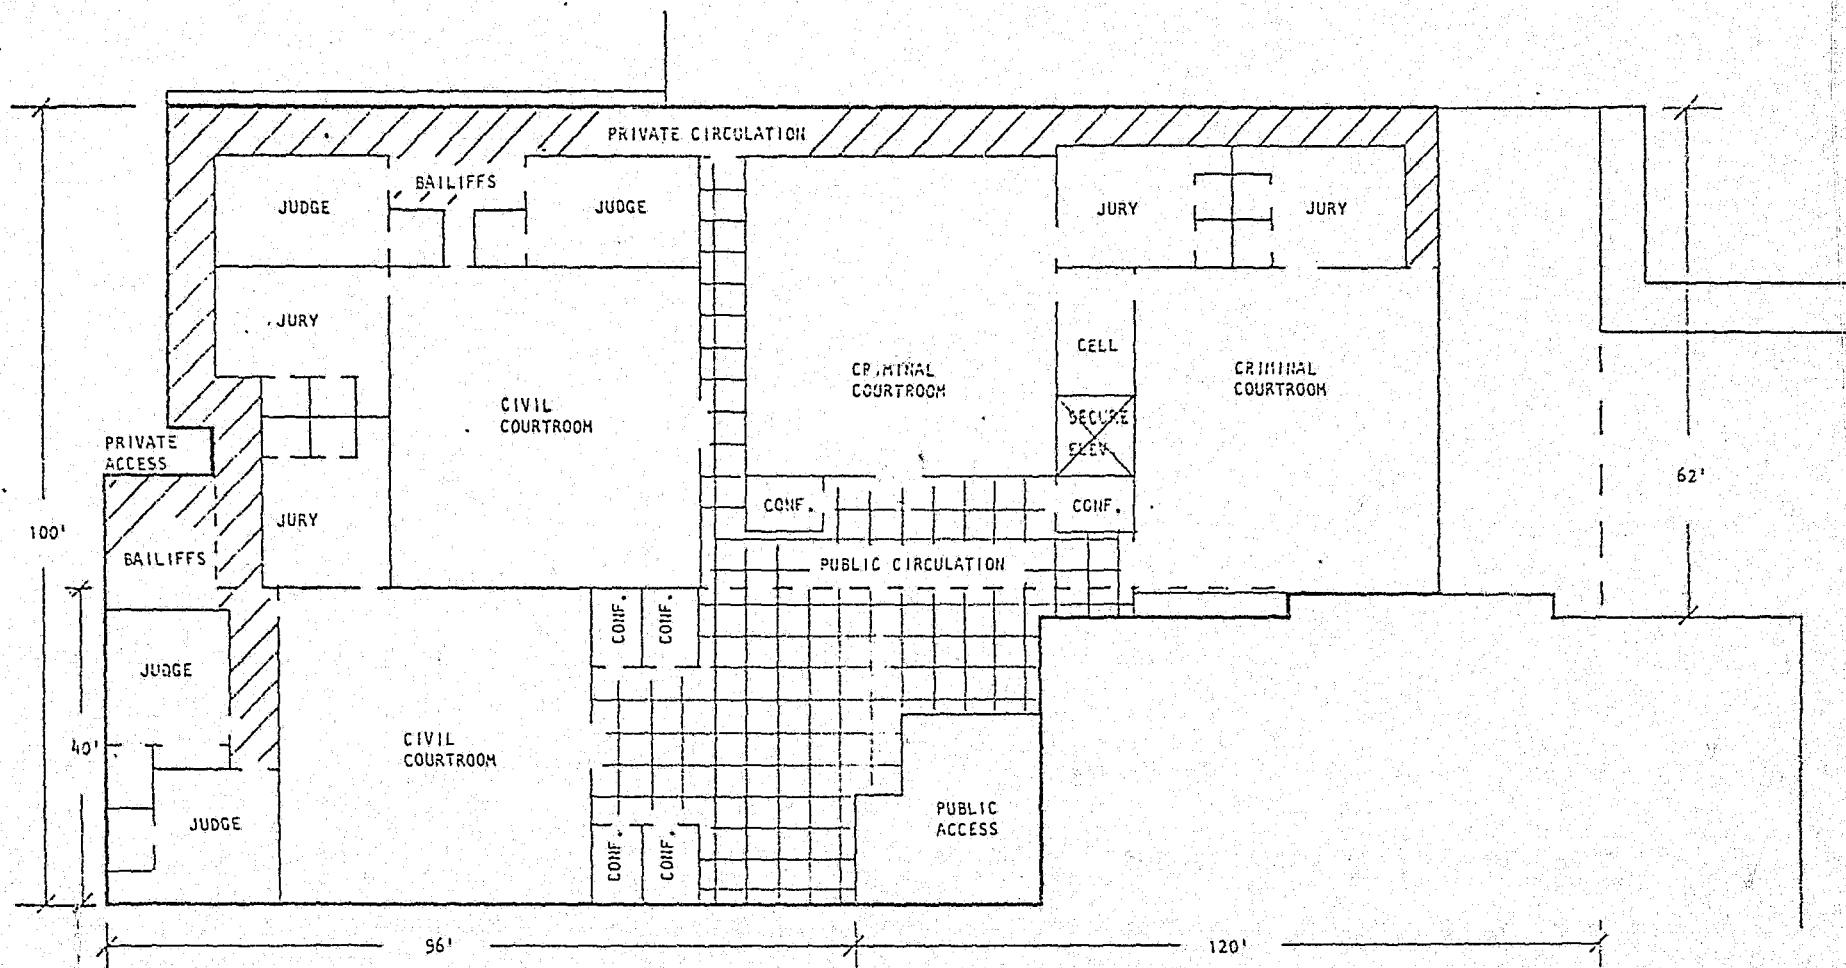 PRIVATE CIRCULATION
BAILIFFS
JUDGE
JUDGE
JURY
JURY
JURY
CELL
CRIMINAL
COURTROOM
CRIMINAL
COURTROOM
CIVIL
COURTROOM
SECURE
ELEV.
PRIVATE
ACCESS
62'
CONF.
CONF.
JURY
100'
BAILIFFS
PUBLIC CIRCULATION
CONF.
CONF.
JUDGE
40'
CIVIL
COURTROOM
JUDGE
PUBLIC
ACCESS
CONF.
CONF.
96'
120'